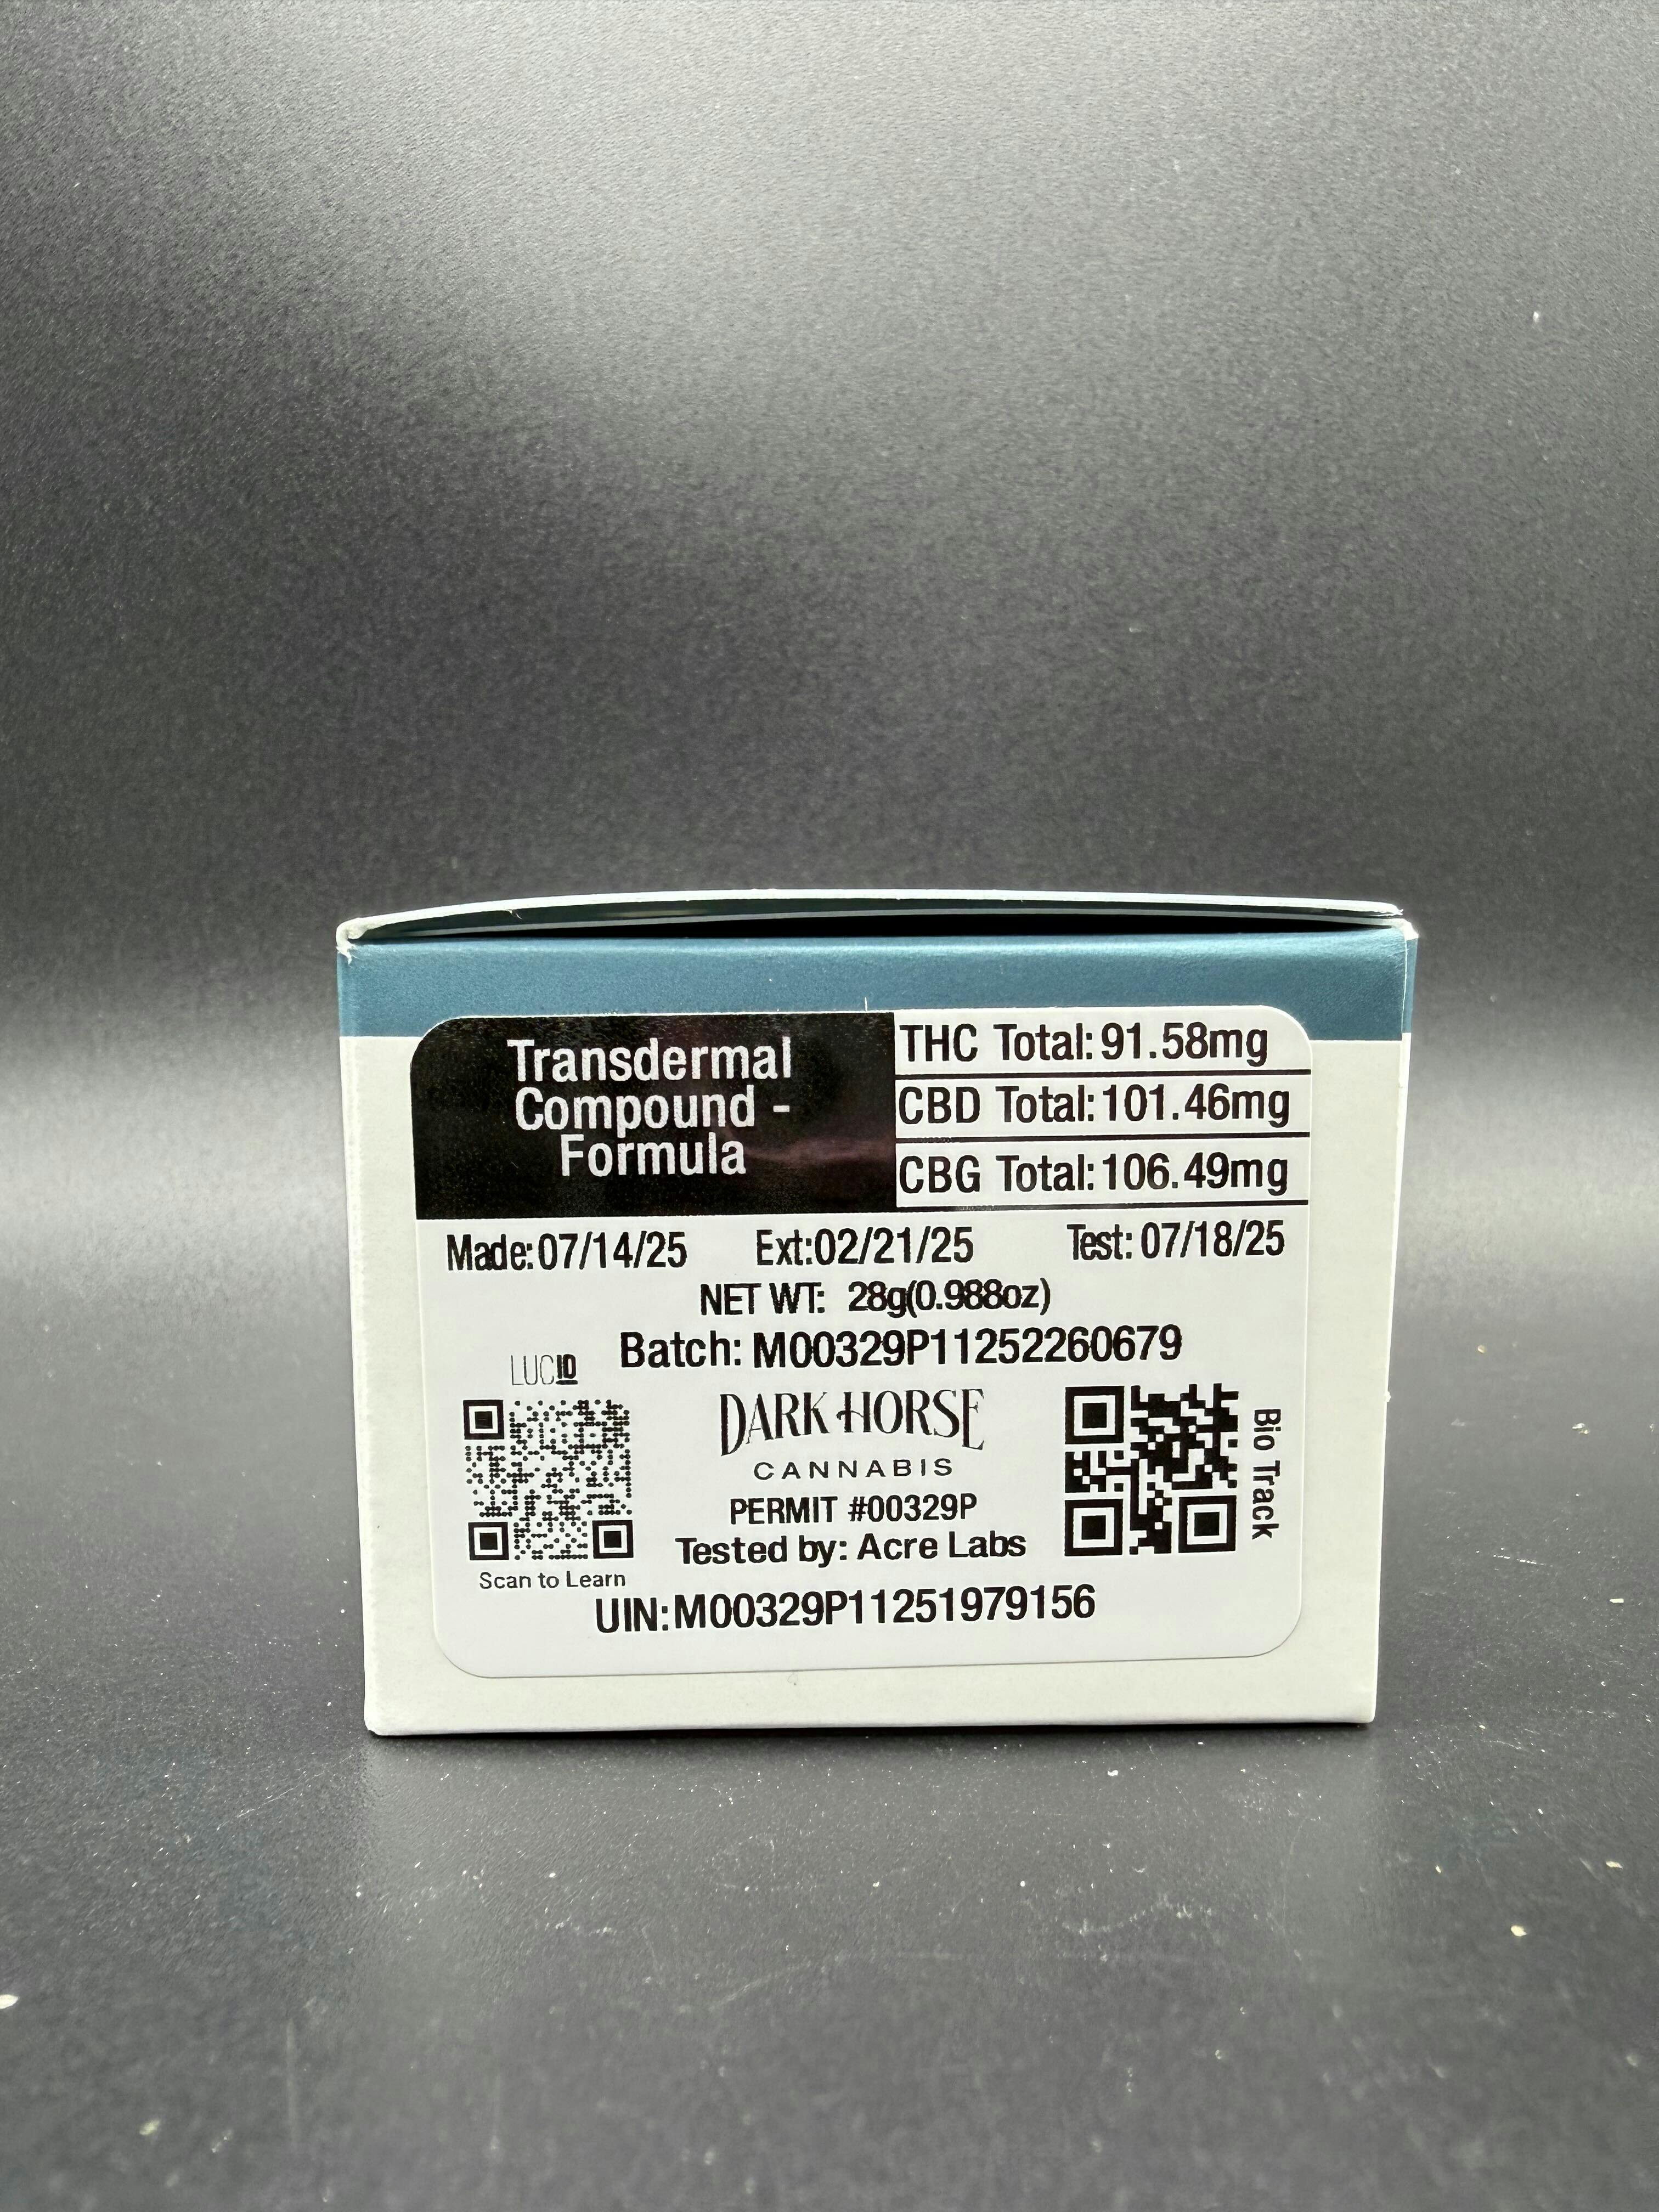 Transdermal
Compound -
Formula
THC Total: 91.58mg
CBD Total: 101.46mg
CBG Total: 106.49mg
Made: 07/14/25 Ext: 02/21/25 Test: 07/18/25
NET WT: 28g(0.988oz)
Batch: M00329P11252260679
LUCIO
DARK HORSE
CANNABIS
PERMIT #00329P
Tested by: Acre Labs
Bio Track
Scan to Learn
UIN: M00329P11251979156